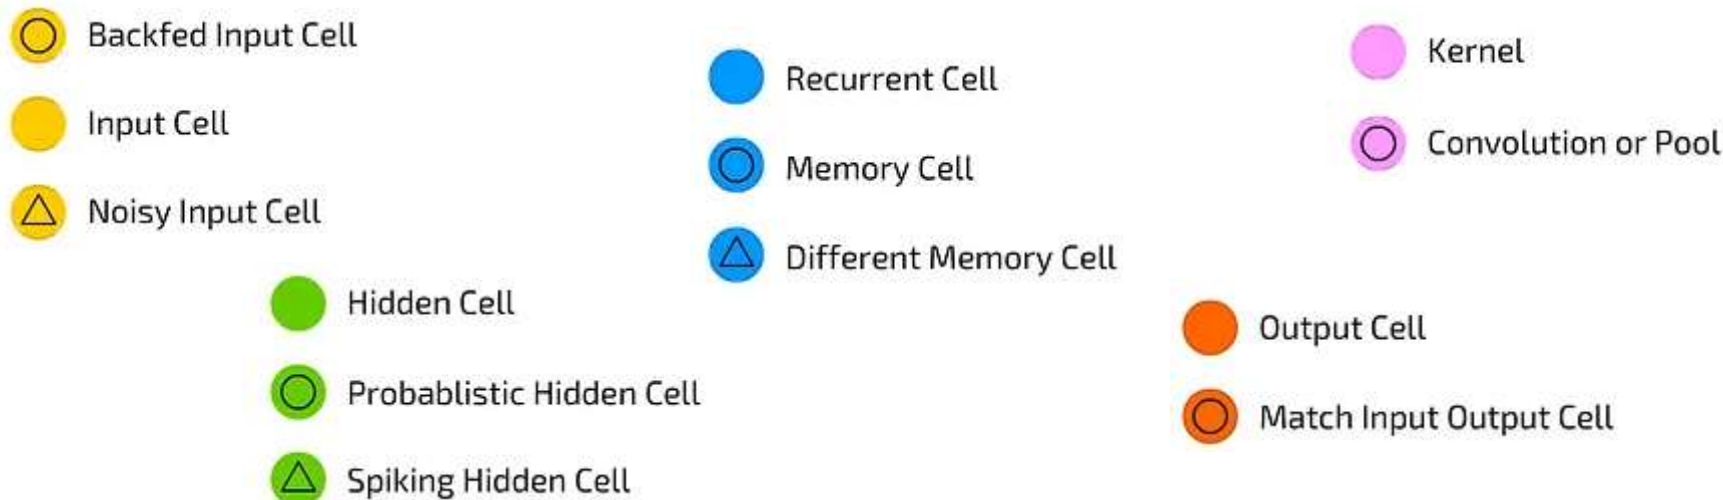 Backfed Input Cell
Input Cell
Noisy Input Cell
Hidden Cell
Probablistic Hidden Cell
Spiking Hidden Cell
Recurrent Cell
Memory Cell
Different Memory Cell
Kernel
Convolution or Pool
Output Cell
Match Input Output Cell